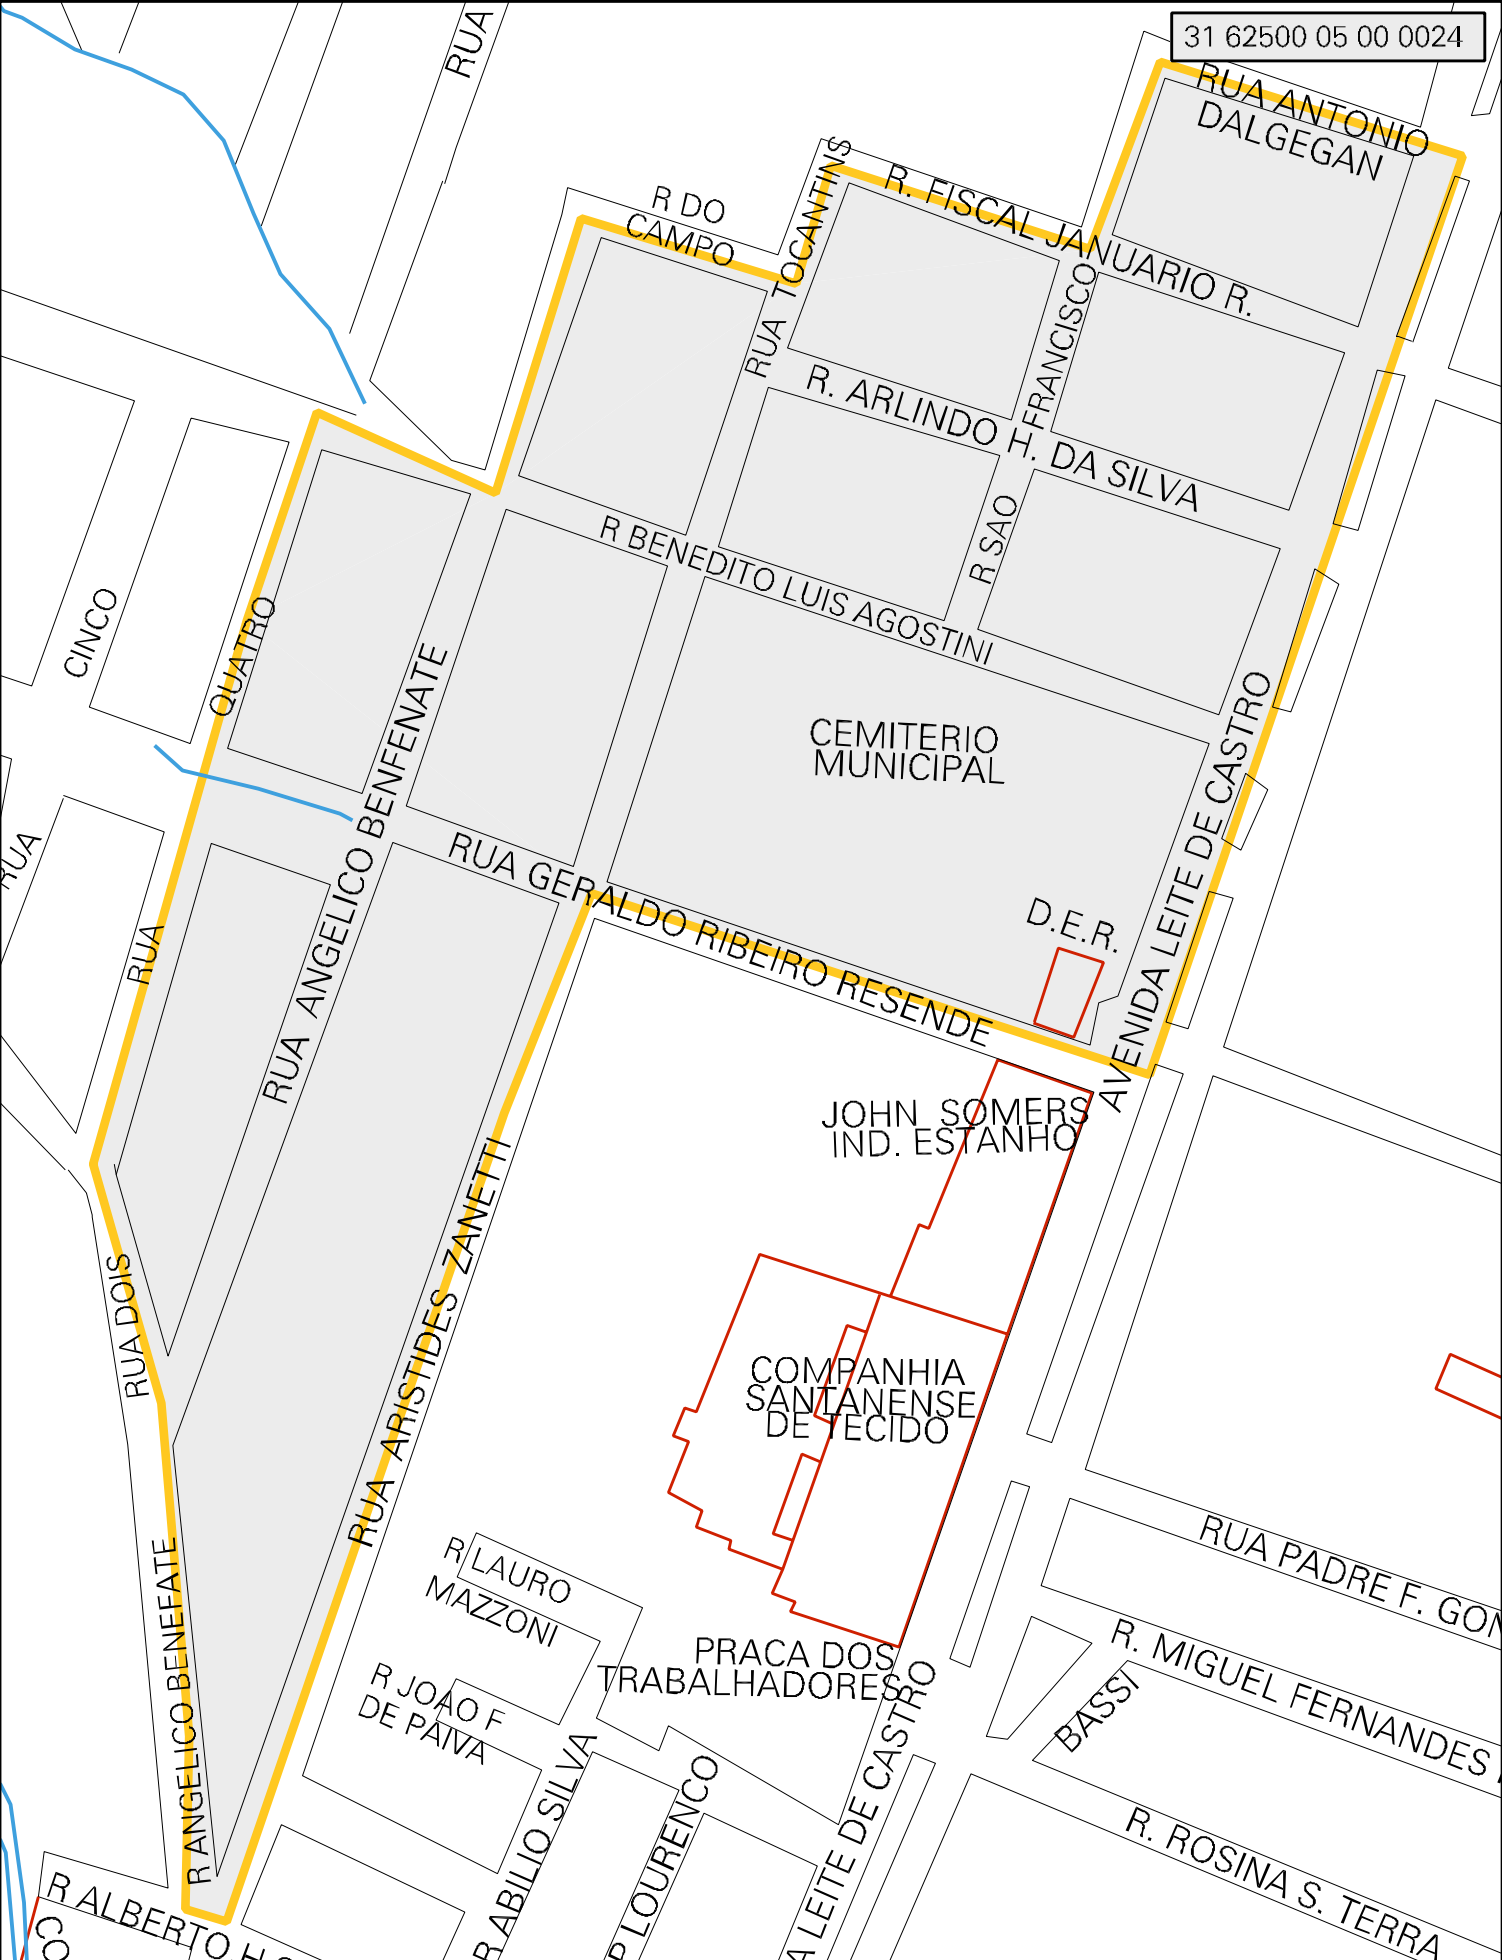 31 62500 05 00 0024
RUA
RUA ANTONIO
DALGEGAN
R DO
CAMPO
RUA TOCANTINS
R. FISCAL JANUARIO R.
R SAO FRANCISCO
R. ARLINDO H. DA SILVA
R BENEDITO LUIS AGOSTINI
CINCO
RUA QUATRO
RUA ANGELICO BENFENATE
CEMITERIO
MUNICIPAL
AVENIDA LEITE DE CASTRO
RUA
RUA GERALDO RIBEIRO RESENDE
D.E.R.
JOHN SOMERS
IND. ESTANHO
RUA DOIS
RUA ARISTIDES ZANETTI
COMPANHIA
SANTANENSE
DE TECIDO
R ANGELICO BENEFATE
R LAURO
MAZZONI
RUA PADRE F.
R. MIGUEL FERNANDES
BASSI
PRACA DOS
TRABALHADORES
R JOAO F
DE PAIVA
R ABILIO SILVA
P LOURENCO
A LEITE DE CASTRO
R. ROSINA S. TERRA
R ALBERTO H
CO